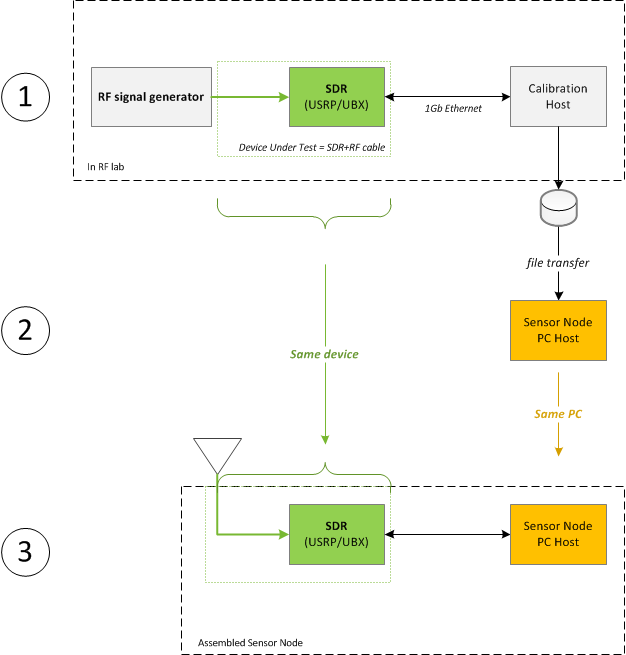 1
RF signal generator
SDR
(USRP/UBX)
1Gb Ethernet
Calibration
Host
Device Under Test = SDR+RF cable
In RF lab
file transfer
2
Sensor Node
PC Host
Same device
Same PC
3
SDR
(USRP/UBX)
Sensor Node
PC Host
Assembled Sensor Node